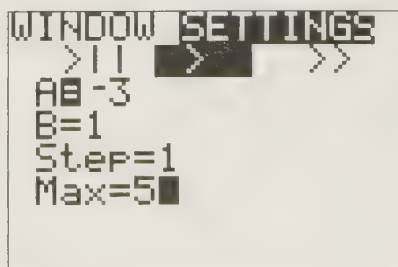 WINDOW SETTINGS
>|| > >>
A=-3
B=1
Step=1
Max=5